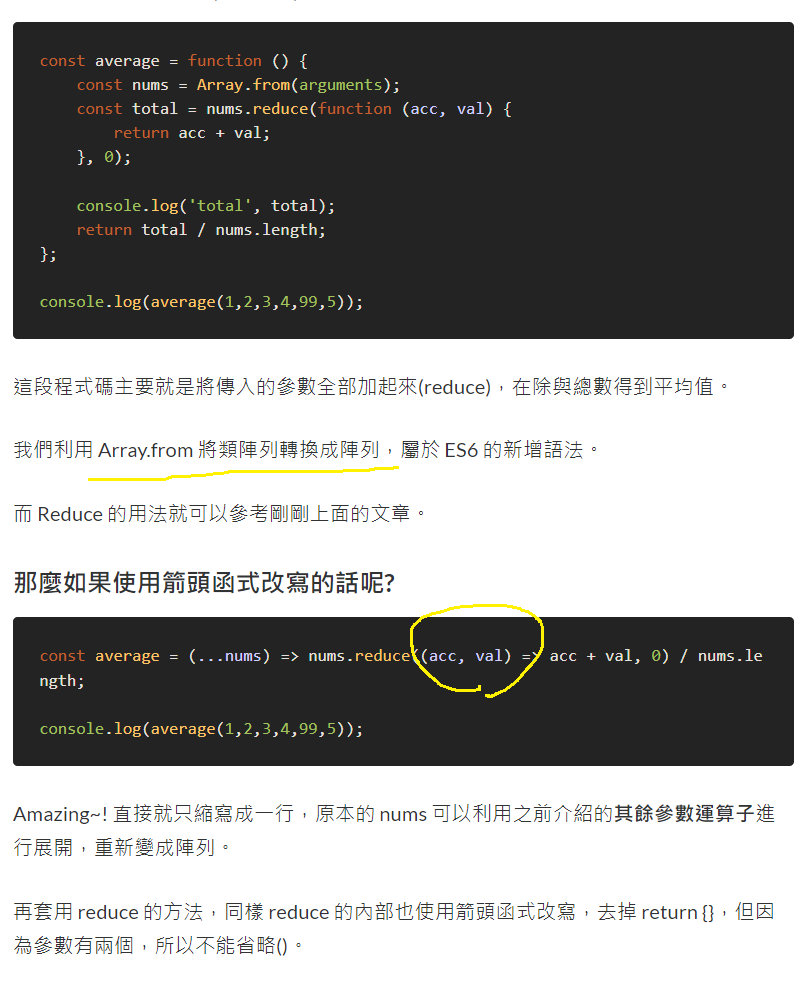 const average = function () {
    const nums = Array.from(arguments);
    const total = nums.reduce(function (acc, val) {
        return acc + val;
    }, 0);

    console.log('total', total);
    return total / nums.length;
};

console.log(average(1,2,3,4,99,5));
這段程式碼主要就是將傳入的參數全部加起來(reduce)，在除與總數得到平均值。
我們利用 Array.from 將類陣列轉換成陣列，屬於 ES6 的新增語法。
而 Reduce 的用法就可以參考剛剛上面的文章。
那麼如果使用箭頭函式改寫的話呢?
const average = (...nums) => nums.reduce((acc, val) => acc + val, 0) / nums.le
ngth;

console.log(average(1,2,3,4,99,5));
Amazing~! 直接就只縮寫成一行，原本的 nums 可以利用之前介紹的其餘參數運算子進
行展開，重新變成陣列。
再套用 reduce 的方法，同樣 reduce 的內部也使用箭頭函式改寫，去掉 return {}，但因
為參數有兩個，所以不能省略()。